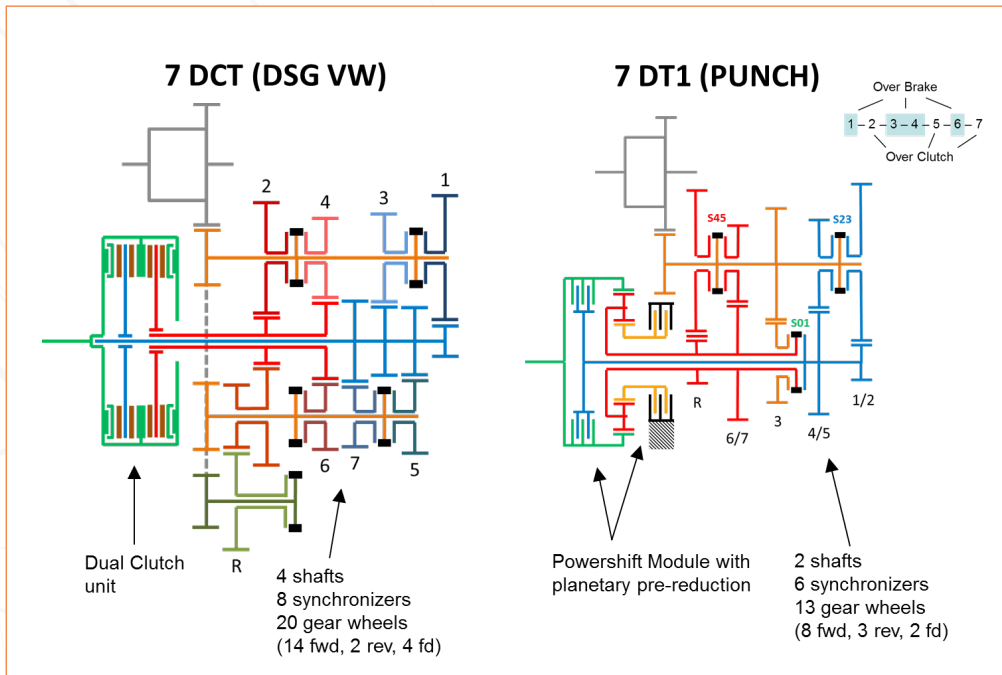 7 DCT (DSG VW)
2
4
3
1
6
7
5
R
Dual Clutch
unit
4 shafts
8 synchronizers
20 gear wheels
(14 fwd, 2 rev, 4 fd)
7 DT1 (PUNCH)
Over Brake
1 – 2 – 3 – 4 – 5 – 6 – 7
Over Clutch
S45
S23
S01
R
6/7
3
4/5
1/2
Powershift Module with
planetary pre-reduction
2 shafts
6 synchronizers
13 gear wheels
(8 fwd, 3 rev, 2 fd)